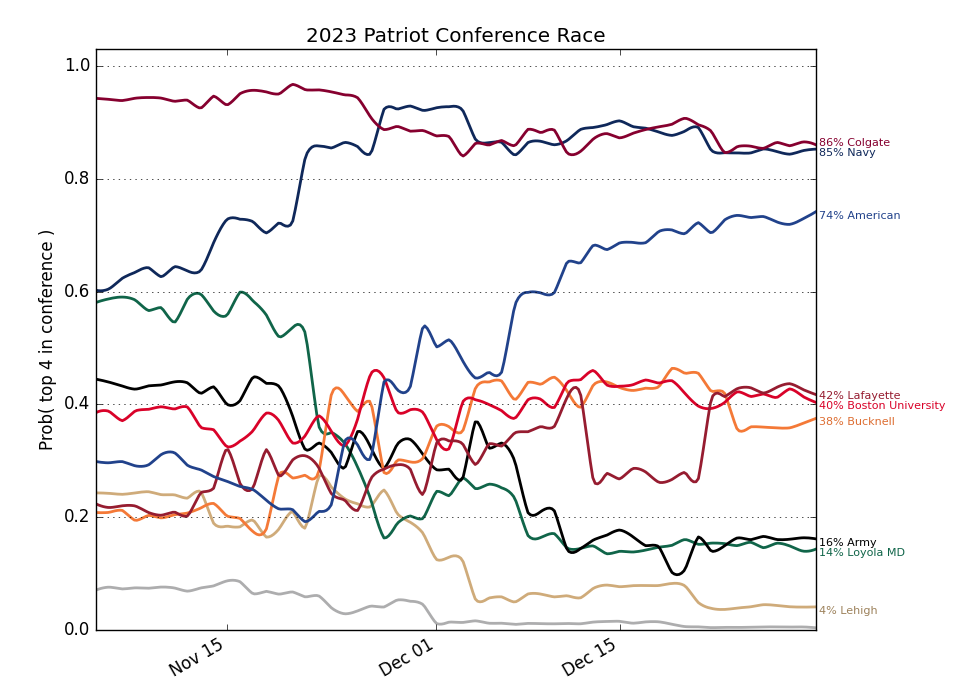 2023 Patriot Conference Race
Prob( top 4 in conference )
1.0
0.8
0.6
0.4
0.2
0.0
Nov 15
Dec 01
Dec 15
86% Colgate
85% Navy
74% American
42% Lafayette
40% Boston University
38% Bucknell
16% Army
14% Loyola MD
4% Lehigh